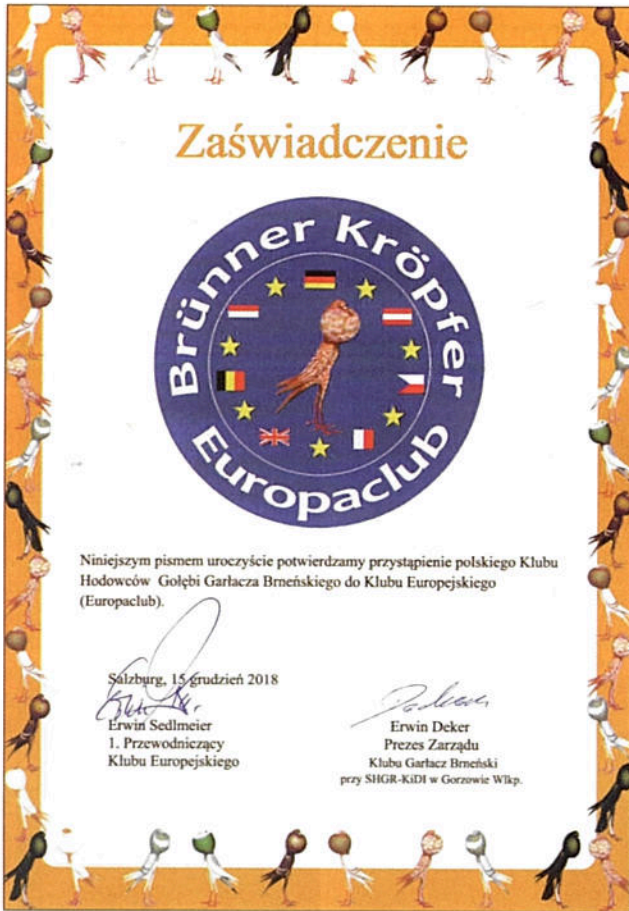 Zaświadczenie
Brünner Kröpfer
Europaclub
Niniejszym pismem uroczyście potwierdzamy przystąpienie polskiego Klubu
Hodowców Gołębi Garłacza Brneńskiego do Klubu Europejskiego
(Europaclub).
Salzburg, 15 grudzień 2018
Erwin Sedlmeier
1. Przewodniczący
Klubu Europejskiego
Erwin Deker
Prezes Zarządu
Klubu Garłacz Brneński
przy SHGR-KiDI w Gorzowie Wlkp.